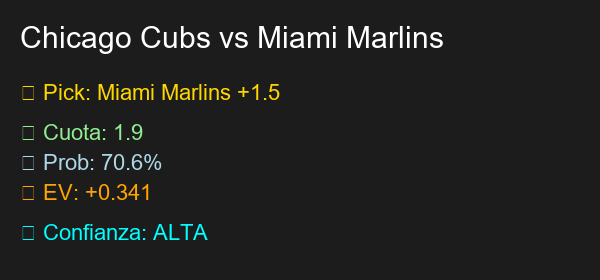 Chicago Cubs vs Miami Marlins
Pick: Miami Marlins +1.5
Cuota: 1.9
Prob: 70.6%
EV: +0.341
Confianza: ALTA